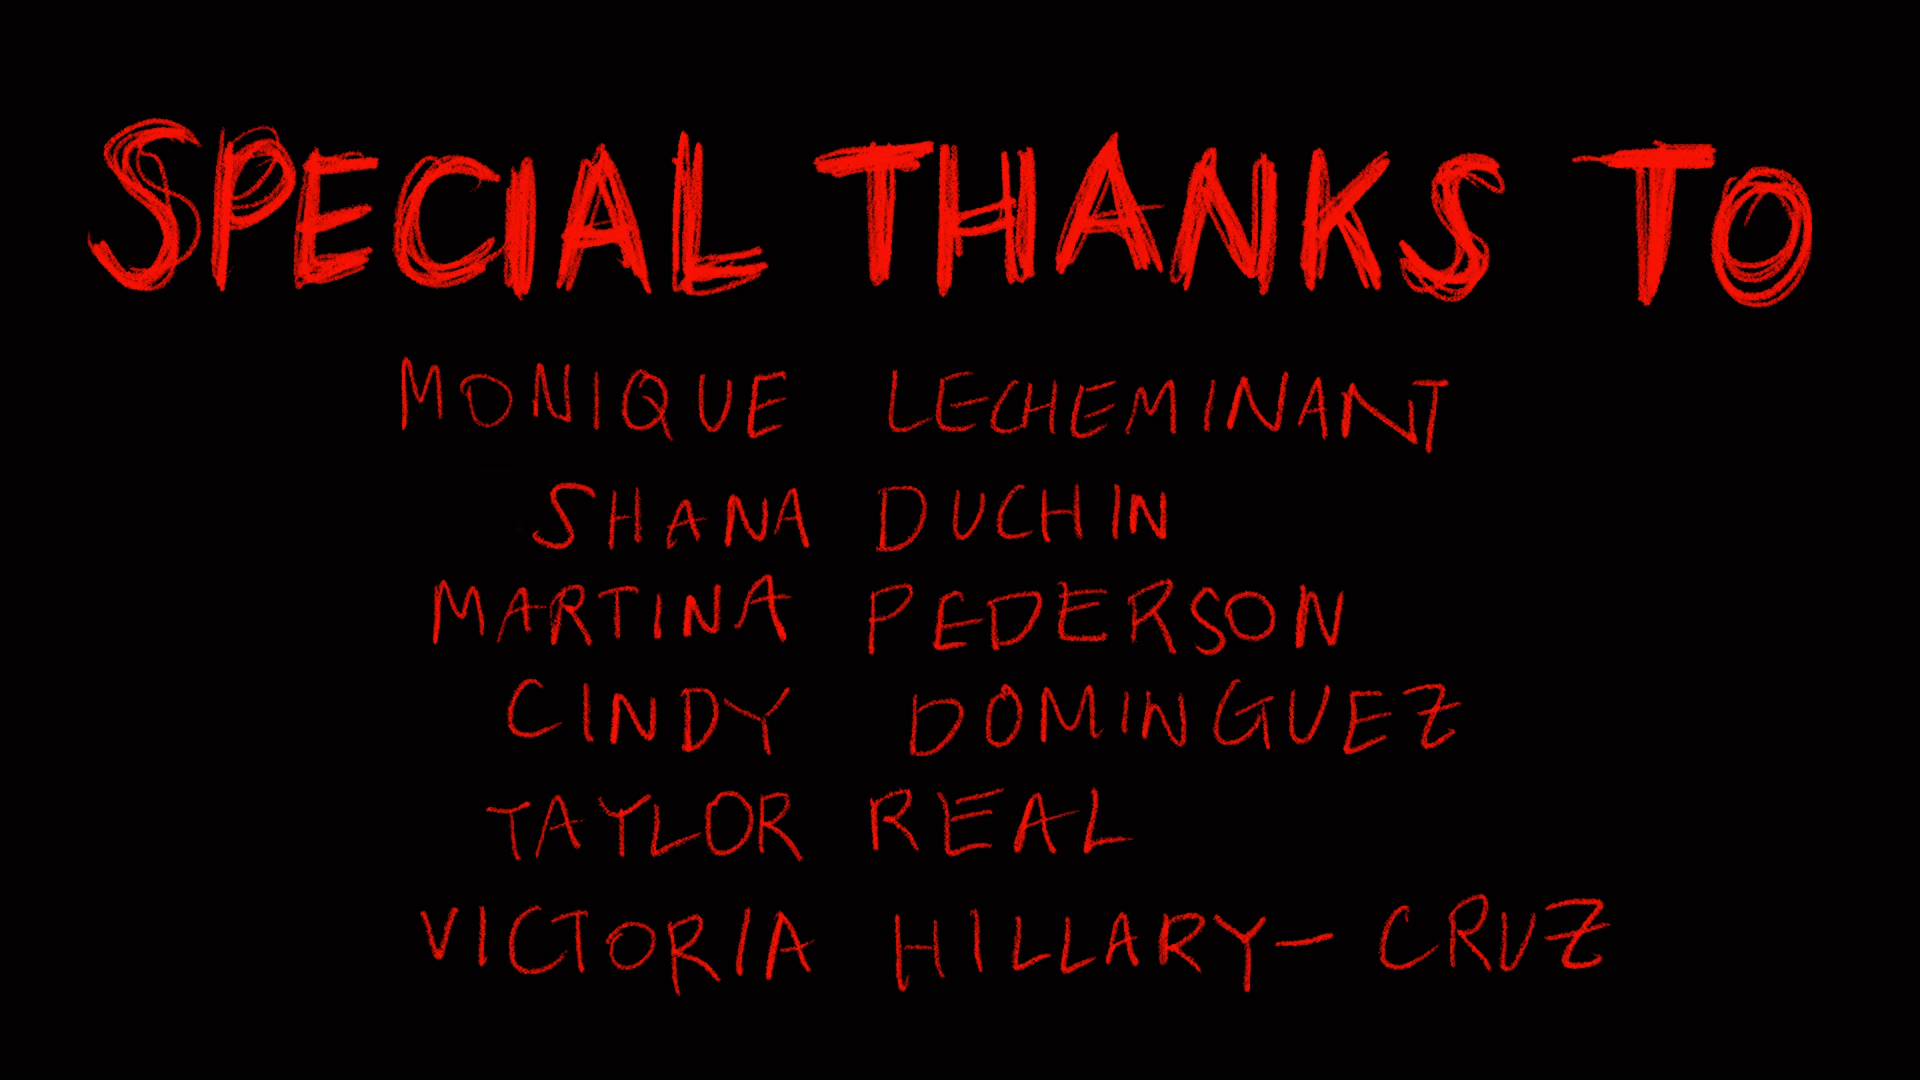 SPECIAL THANKS TO
MONIQUE LECHEMINANT
SHANA DUCHIN
MARTINA PEDERSON
CINDY DOMINGUEZ
TAYLOR REAL
VICTORIA HILLARY-CRUZ